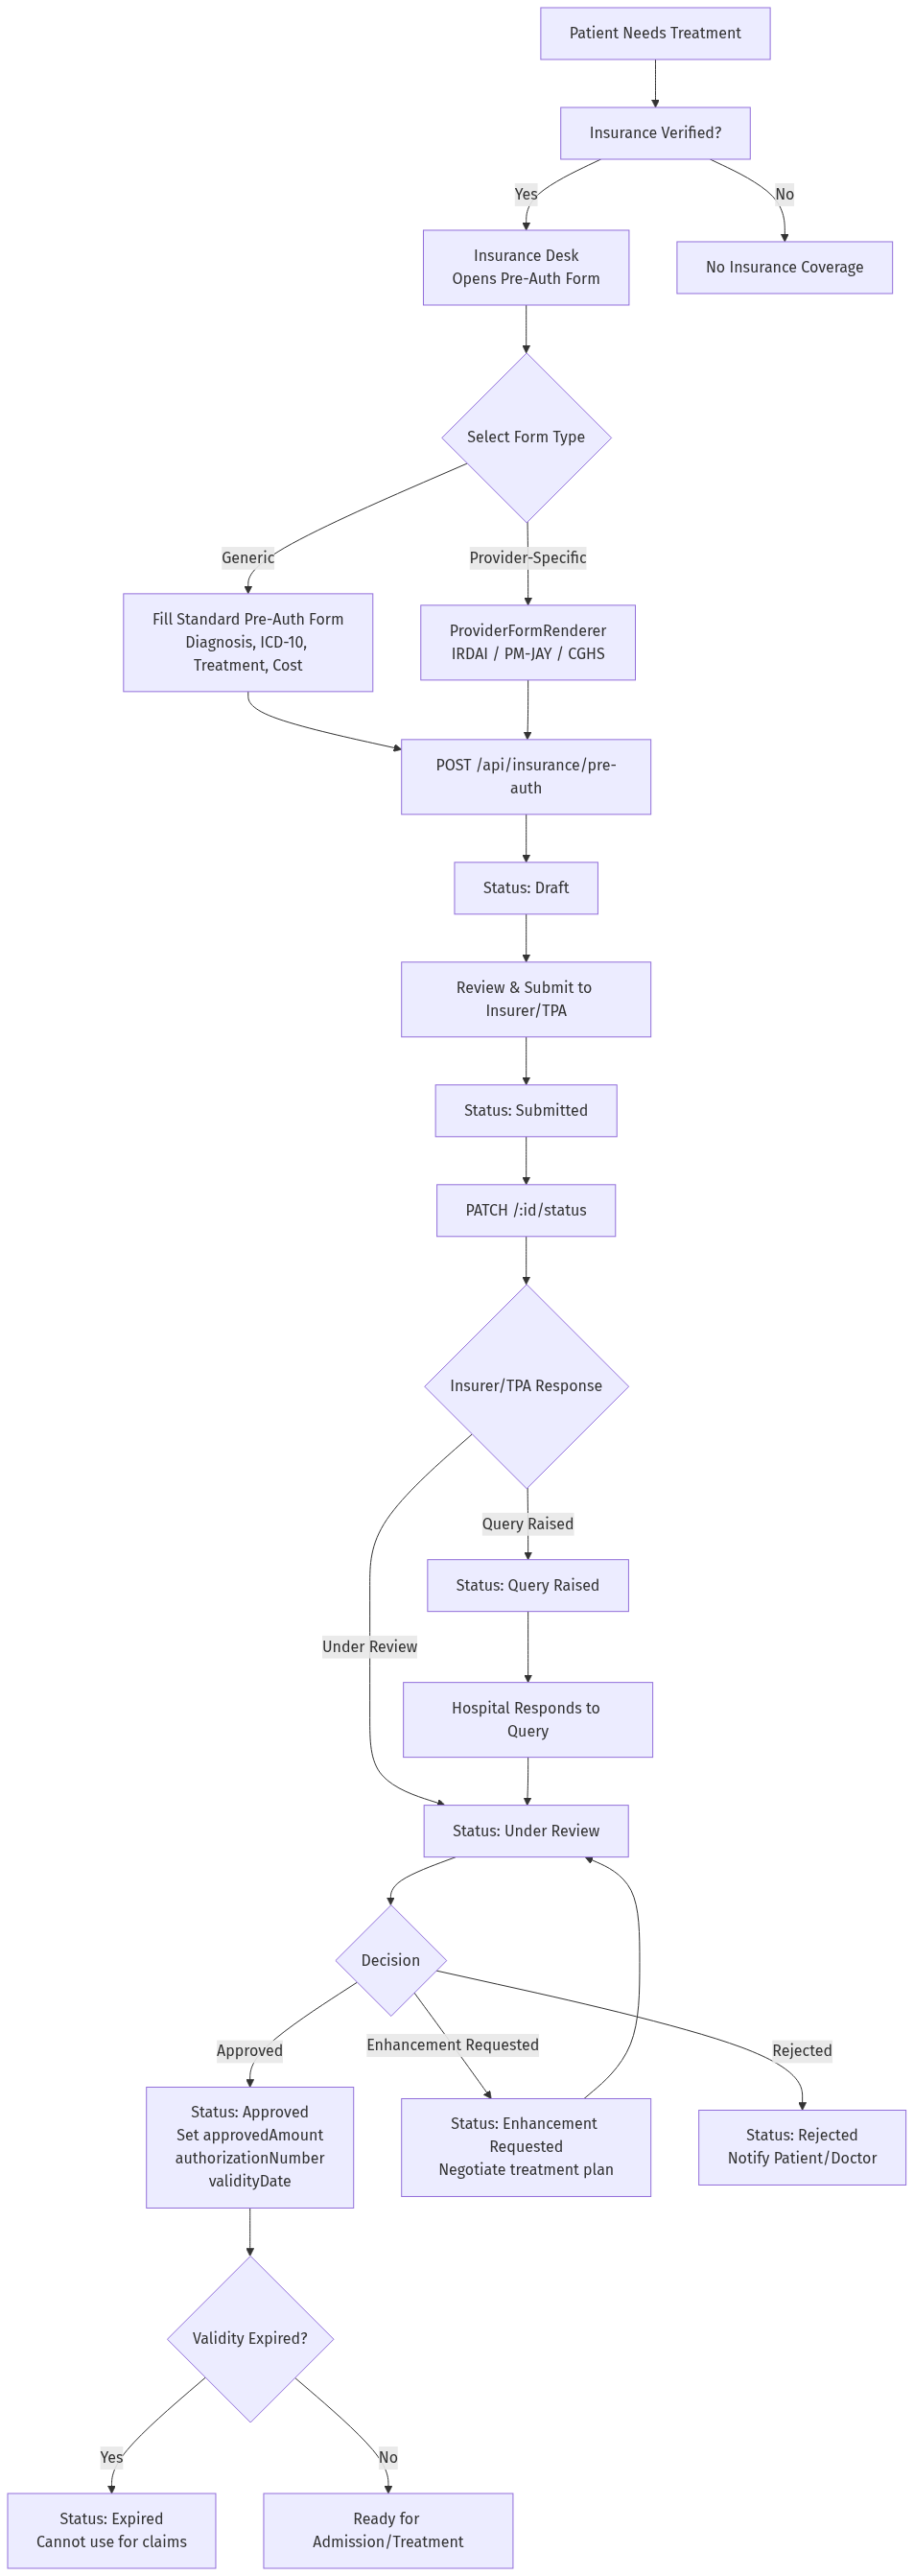 Patient Needs Treatment
Insurance Verified?
Yes
No
Insurance Desk
Opens Pre-Auth Form
No Insurance Coverage
Select Form Type
Generic
Provider-Specific
Fill Standard Pre-Auth Form
Diagnosis, ICD-10,
Treatment, Cost
ProviderFormRenderer
IRDAI / PM-JAY / CGHS
POST /api/insurance/pre-
auth
Status: Draft
Review & Submit to
Insurer/TPA
Status: Submitted
PATCH /:id/status
Insurer/TPA Response
Query Raised
Status: Query Raised
Under Review
Hospital Responds to
Query
Status: Under Review
Decision
Approved
Enhancement Requested
Rejected
Status: Approved
Set approvedAmount
authorizationNumber
validityDate
Status: Enhancement
Requested
Negotiate treatment plan
Status: Rejected
Notify Patient/Doctor
Validity Expired?
Yes
No
Status: Expired
Cannot use for claims
Ready for
Admission/Treatment